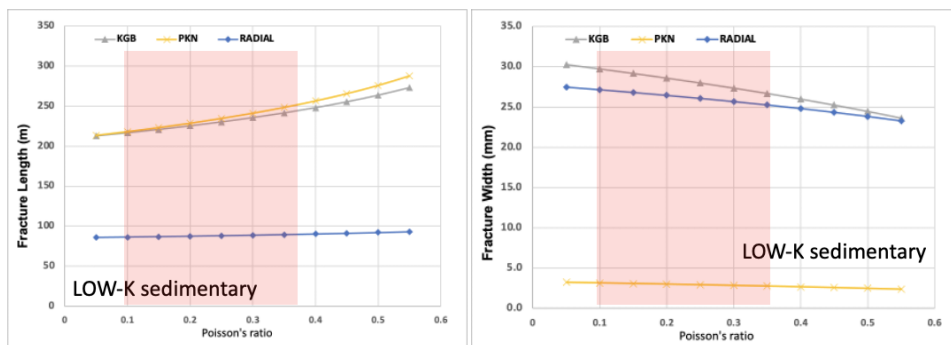 KGB PKN RADIAL
350
300
250
200
150
100
50
0
Fracture Length (m)
LOW-K sedimentary
0 0.1 0.2 0.3 0.4 0.5 0.6
Poisson's ratio
KGB PKN RADIAL
35.0
30.0
25.0
20.0
15.0
10.0
5.0
0.0
Fracture Width (mm)
LOW-K sedimentary
0 0.1 0.2 0.3 0.4 0.5 0.6
Poisson's ratio